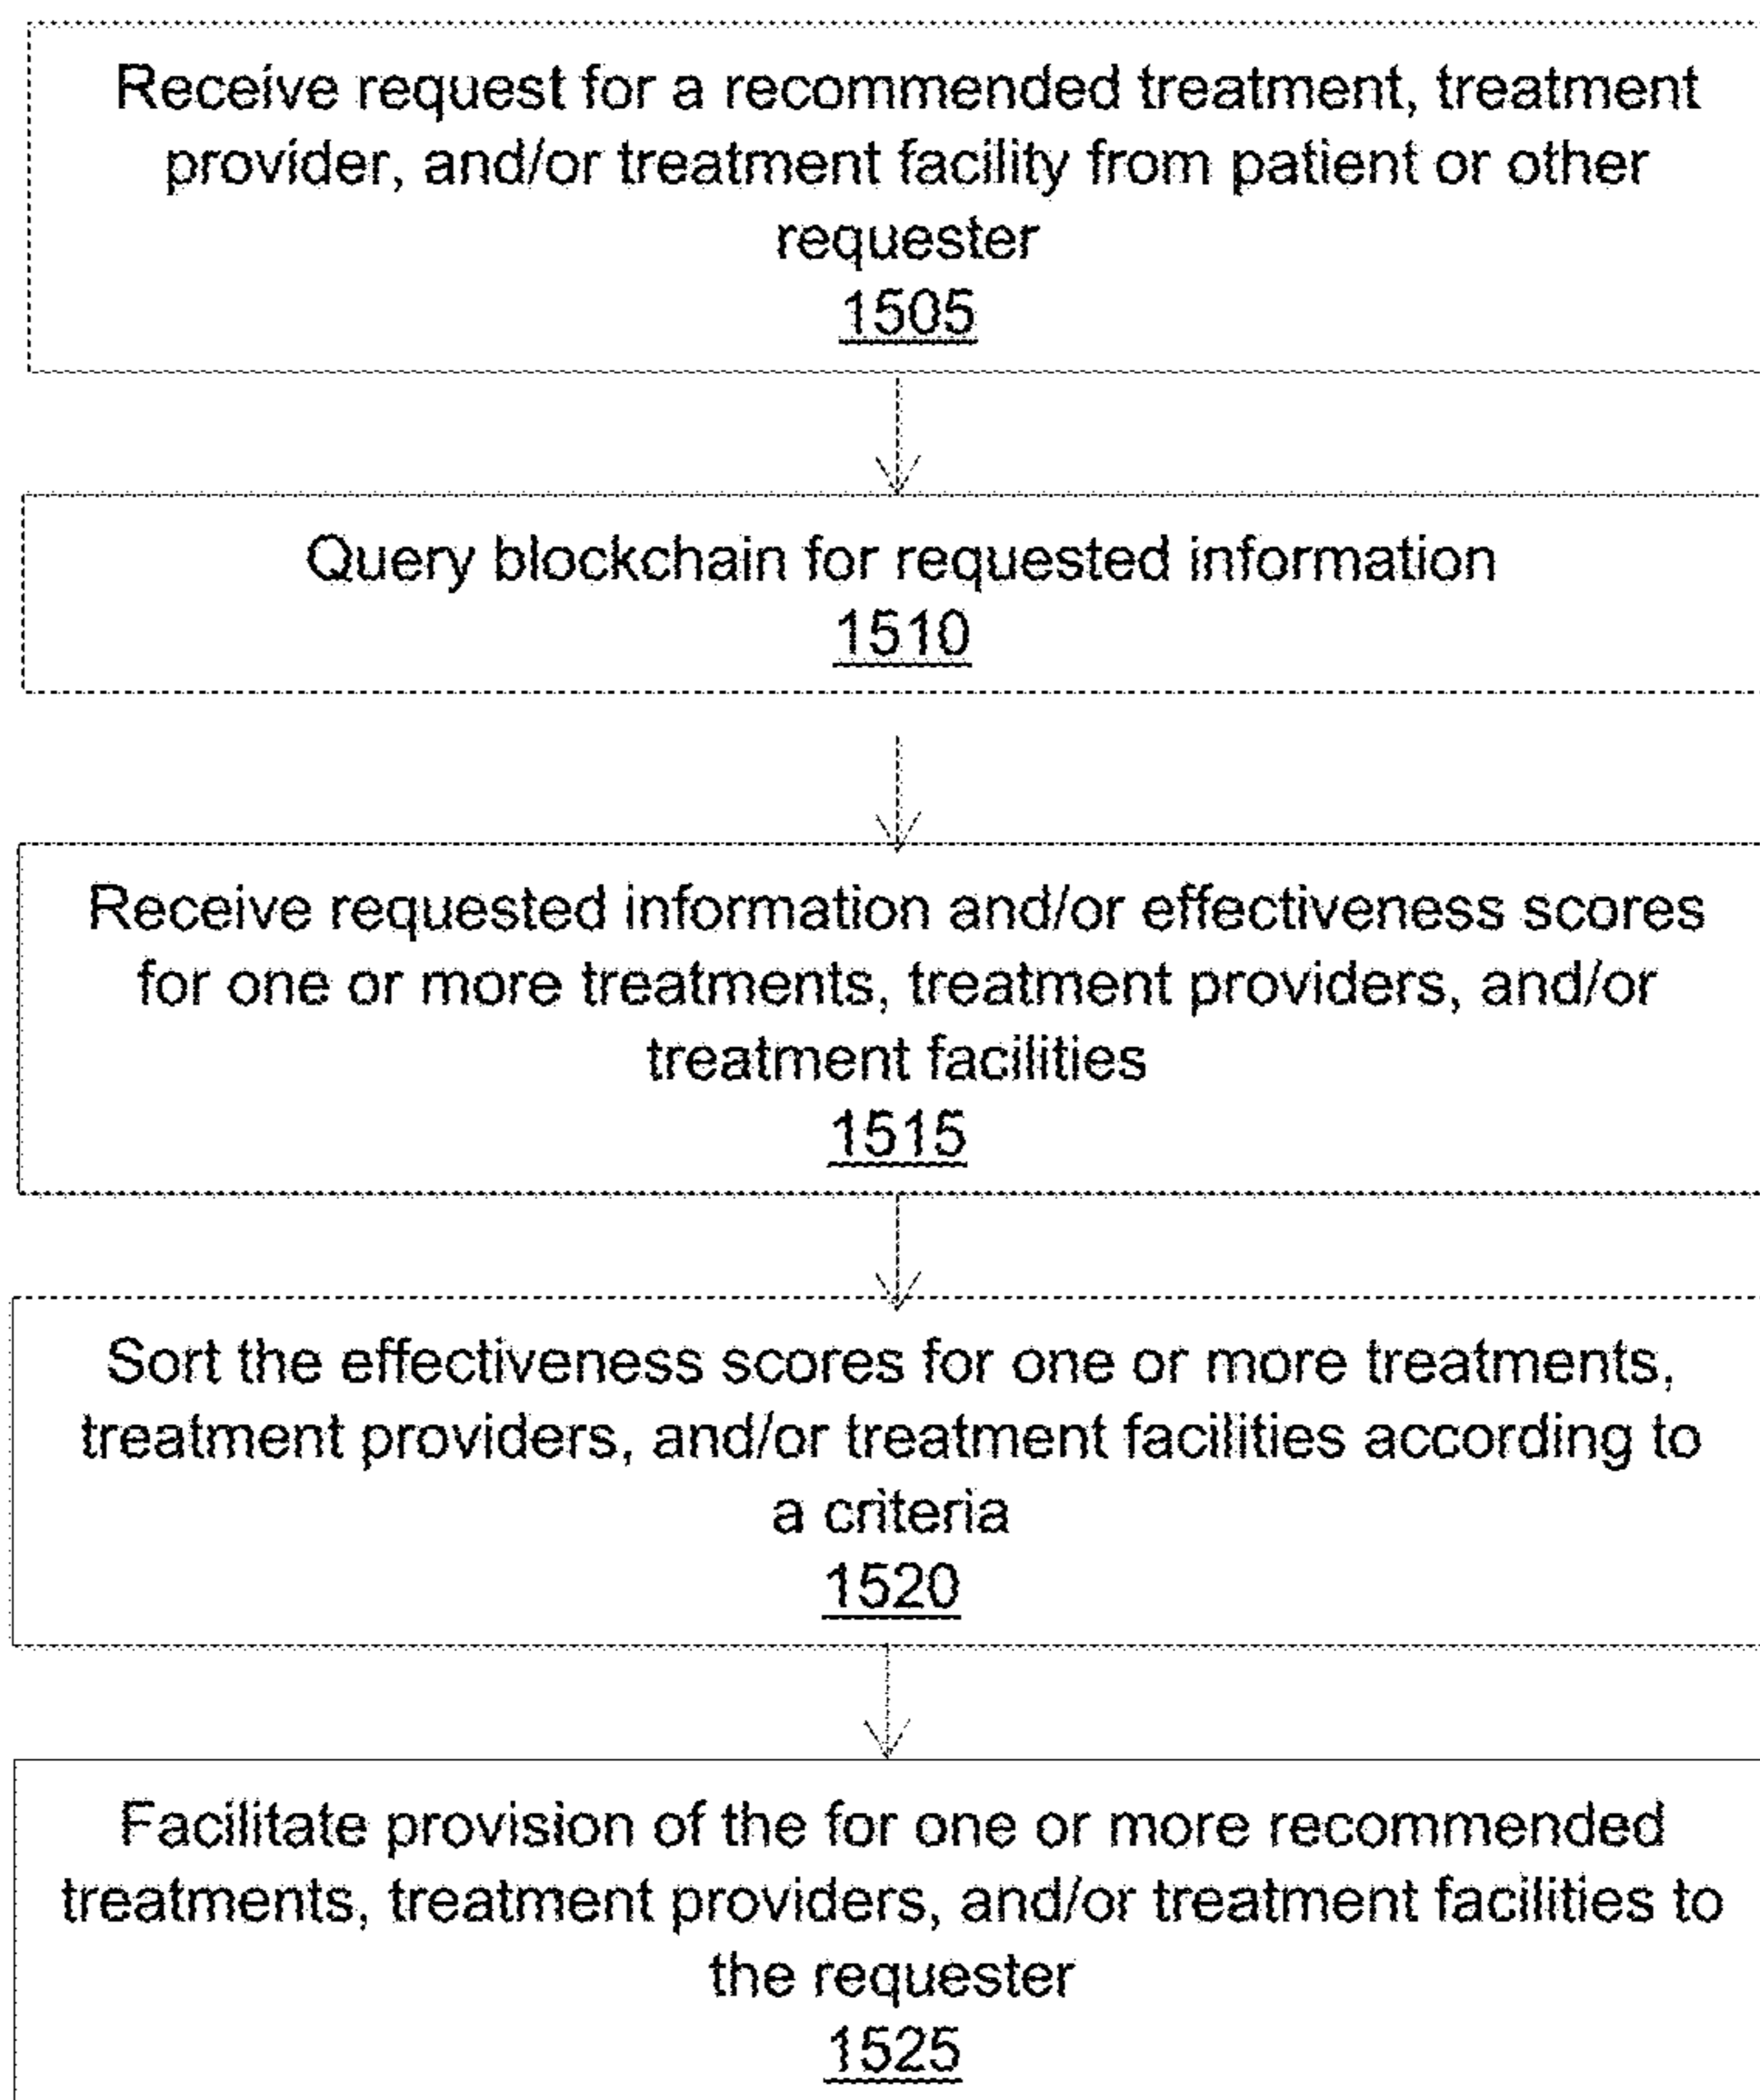 Receive request for a recommended treatment, treatment
provider, and/or treatment facility from patient or other
requester
1505
Query blockchain for requested information
1510
Receive requested information and/or effectiveness scores
for one or more treatments, treatment providers, and/or
treatment facilities
1515
Sort the effectiveness scores for one or more treatments,
treatment providers, and/or treatment facilities according to
a criteria
1520
Facilitate provision of the for one or more recommended
treatments, treatment providers, and/or treatment facilities to
the requester
1525